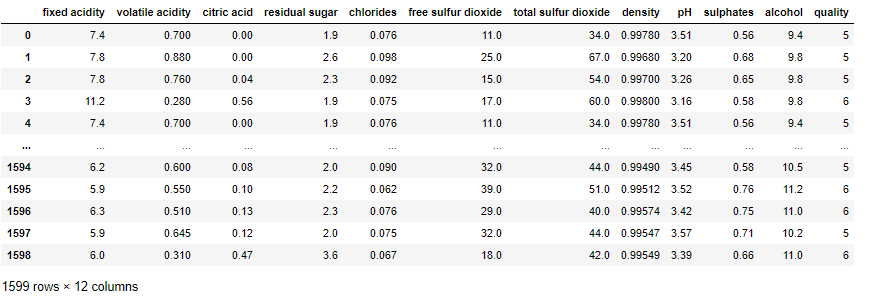 fixed acidity volatile acidity citric acid residual sugar chlorides free sulfur dioxide total sulfur dioxide density pH sulphates alcohol quality
0 7.4 0.700 0.00 1.9 0.076 11.0 34.0 0.99780 3.51 0.56 9.4 5
1 7.8 0.880 0.00 2.6 0.098 25.0 67.0 0.99680 3.20 0.68 9.8 5
2 7.8 0.760 0.04 2.3 0.092 15.0 54.0 0.99700 3.26 0.65 9.8 5
3 11.2 0.280 0.56 1.9 0.075 17.0 60.0 0.99800 3.16 0.58 9.8 6
4 7.4 0.700 0.00 1.9 0.076 11.0 34.0 0.99780 3.51 0.56 9.4 5
... ... ... ... ... ... ... ... ... ... ... ... ...
1594 6.2 0.600 0.08 2.0 0.090 32.0 44.0 0.99490 3.45 0.58 10.5 5
1595 5.9 0.550 0.10 2.2 0.062 39.0 51.0 0.99512 3.52 0.76 11.2 6
1596 6.3 0.510 0.13 2.3 0.076 29.0 40.0 0.99574 3.42 0.75 11.0 6
1597 5.9 0.645 0.12 2.0 0.075 32.0 44.0 0.99547 3.57 0.71 10.2 5
1598 6.0 0.310 0.47 3.6 0.067 18.0 42.0 0.99549 3.39 0.66 11.0 6
1599 rows × 12 columns